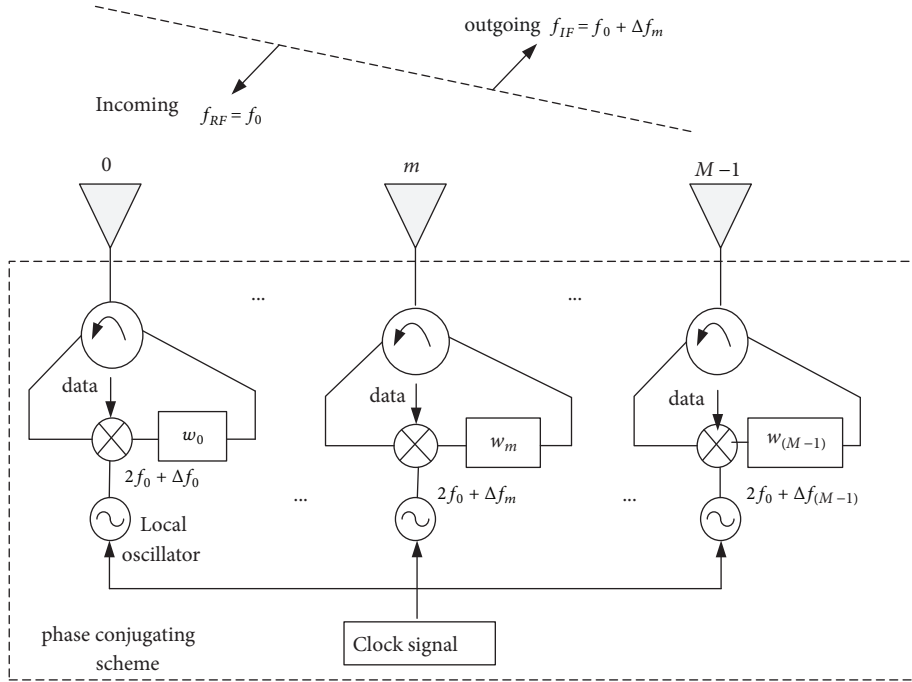 outgoing f_IF = f_0 + Δf_m
Incoming
f_RF = f_0
0
m
M − 1
...
...
data
data
data
w_0
w_m
w_(M−1)
2f_0 + Δf_0
2f_0 + Δf_m
2f_0 + Δf_(M−1)
...
...
Local
oscillator
phase conjugating
scheme
Clock signal